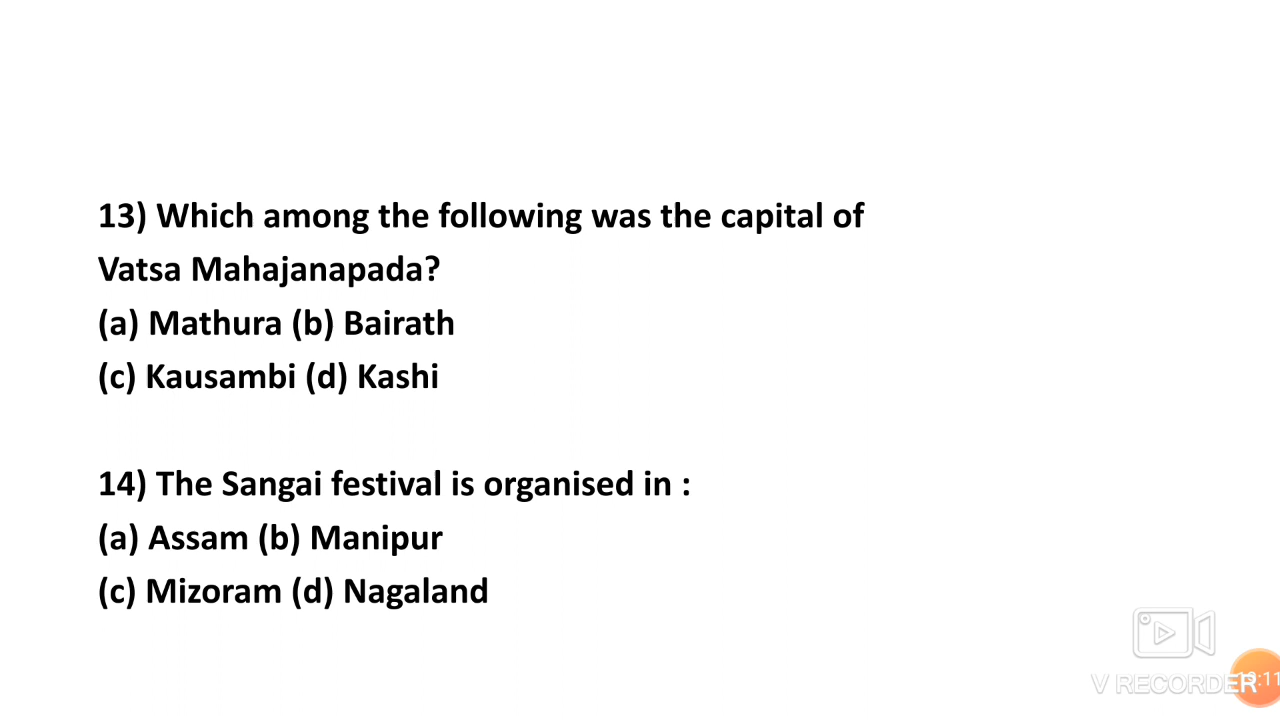 13) Which among the following was the capital of
Vatsa Mahajanapada?
(a) Mathura (b) Bairath
(c) Kausambi (d) Kashi
14) The Sangai festival is organised in :
(a) Assam (b) Manipur
(c) Mizoram (d) Nagaland
V RECORDER